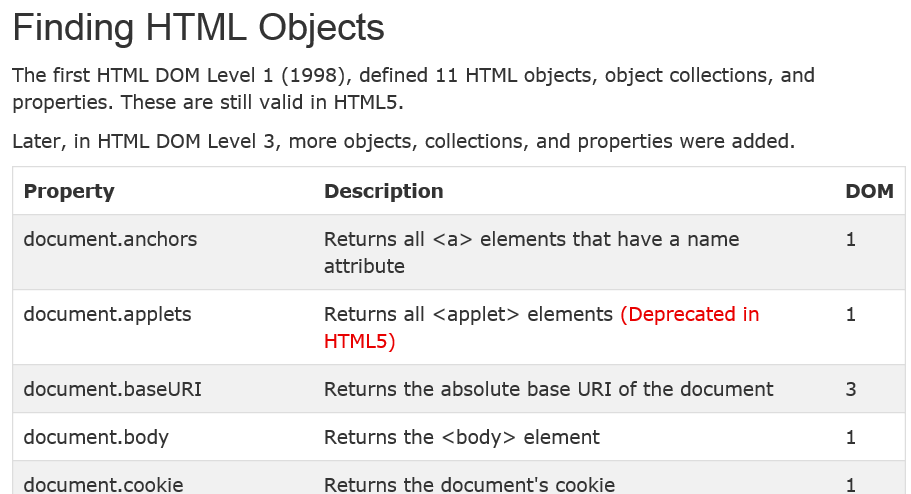 Finding HTML Objects
The first HTML DOM Level 1 (1998), defined 11 HTML objects, object collections, and
properties. These are still valid in HTML5.
Later, in HTML DOM Level 3, more objects, collections, and properties were added.
Property Description DOM
document.anchors Returns all <a> elements that have a name 1
attribute
document.applets Returns all <applet> elements (Deprecated in 1
HTML5)
document.baseURI Returns the absolute base URI of the document 3
document.body Returns the <body> element 1
document.cookie Returns the document's cookie 1